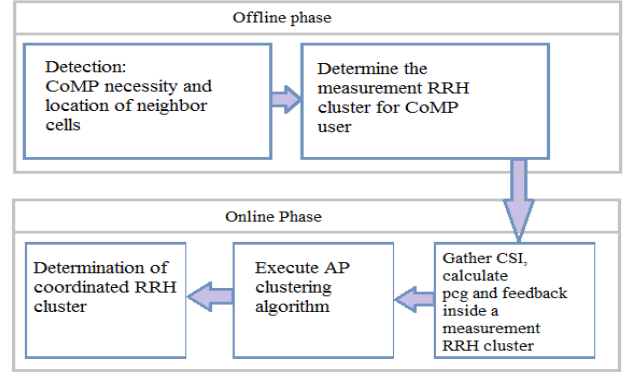 Offline phase
Detection:
CoMP necessity and
location of neighbor
cells
Determine the
measurement RRH
cluster for CoMP
user
Online Phase
Determination of
coordinated RRH
cluster
Execute AP
clustering
algorithm
Gather CSI,
calculate
pcg and feedback
inside a
measurement
RRH cluster